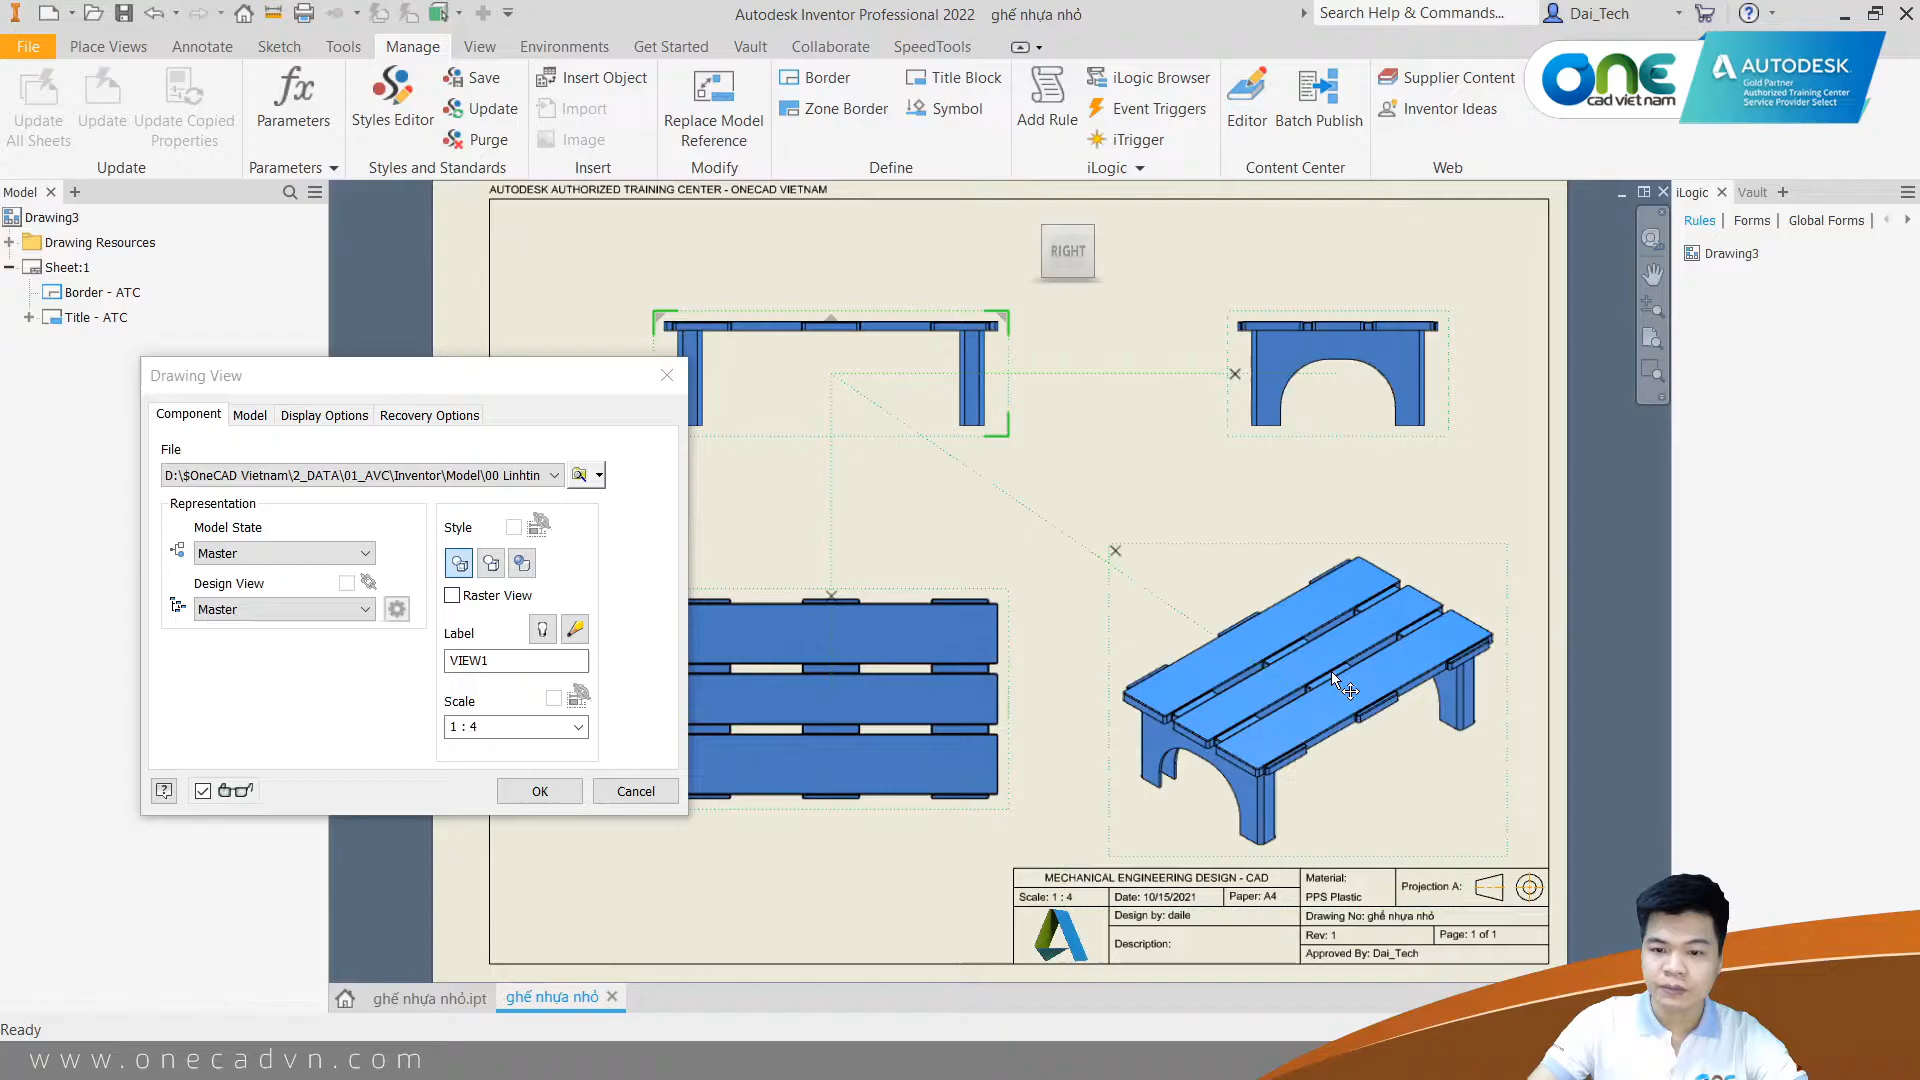 Autodesk Inventor Professional 2022 ghế nhựa nhỏ
Search Help & Commands...
Dai_Tech
File
Place Views
Annotate
Sketch
Tools
Manage
View
Environments
Get Started
Vault
Collaborate
SpeedTools
Update All Sheets
Update
Update Copied Properties
Update
fx
Parameters
Parameters
Styles Editor
Save
Update
Purge
Styles and Standards
Insert Object
Import
Image
Insert
Replace Model Reference
Modify
Border
Zone Border
Title Block
Symbol
Define
Add Rule
iLogic Browser
Event Triggers
iTrigger
iLogic
Editor
Batch Publish
Content Center
Supplier Content
Inventor Ideas
Web
ONE
cad việt nam
AUTODESK.
Gold Partner
Authorized Training Center
Service Provider Select
Model
Drawing3
Drawing Resources
Sheet:1
Border - ATC
Title - ATC
AUTODESK AUTHORIZED TRAINING CENTER - ONECAD VIETNAM
RIGHT
iLogic
Vault
Rules
Forms
Global Forms
Drawing3
Drawing View
Component
Model
Display Options
Recovery Options
File
D:\$OneCAD Vietnam\2_DATA\01_AVC\Inventor\Model\00 Linhtin
Representation
Model State
Master
Design View
Master
Style
Raster View
Label
VIEW1
Scale
1 : 4
OK
Cancel
MECHANICAL ENGINEERING DESIGN - CAD
Scale: 1 : 4
Date: 10/15/2021
Paper: A4
Design by: daile
Description:
Material:
PPS Plastic
Projection A:
Drawing No: ghế nhựa nhỏ
Rev: 1
Page: 1 of 1
Approved By: Dai_Tech
ghế nhựa nhỏ.ipt
ghế nhựa nhỏ
Ready
www.onecadvn.com